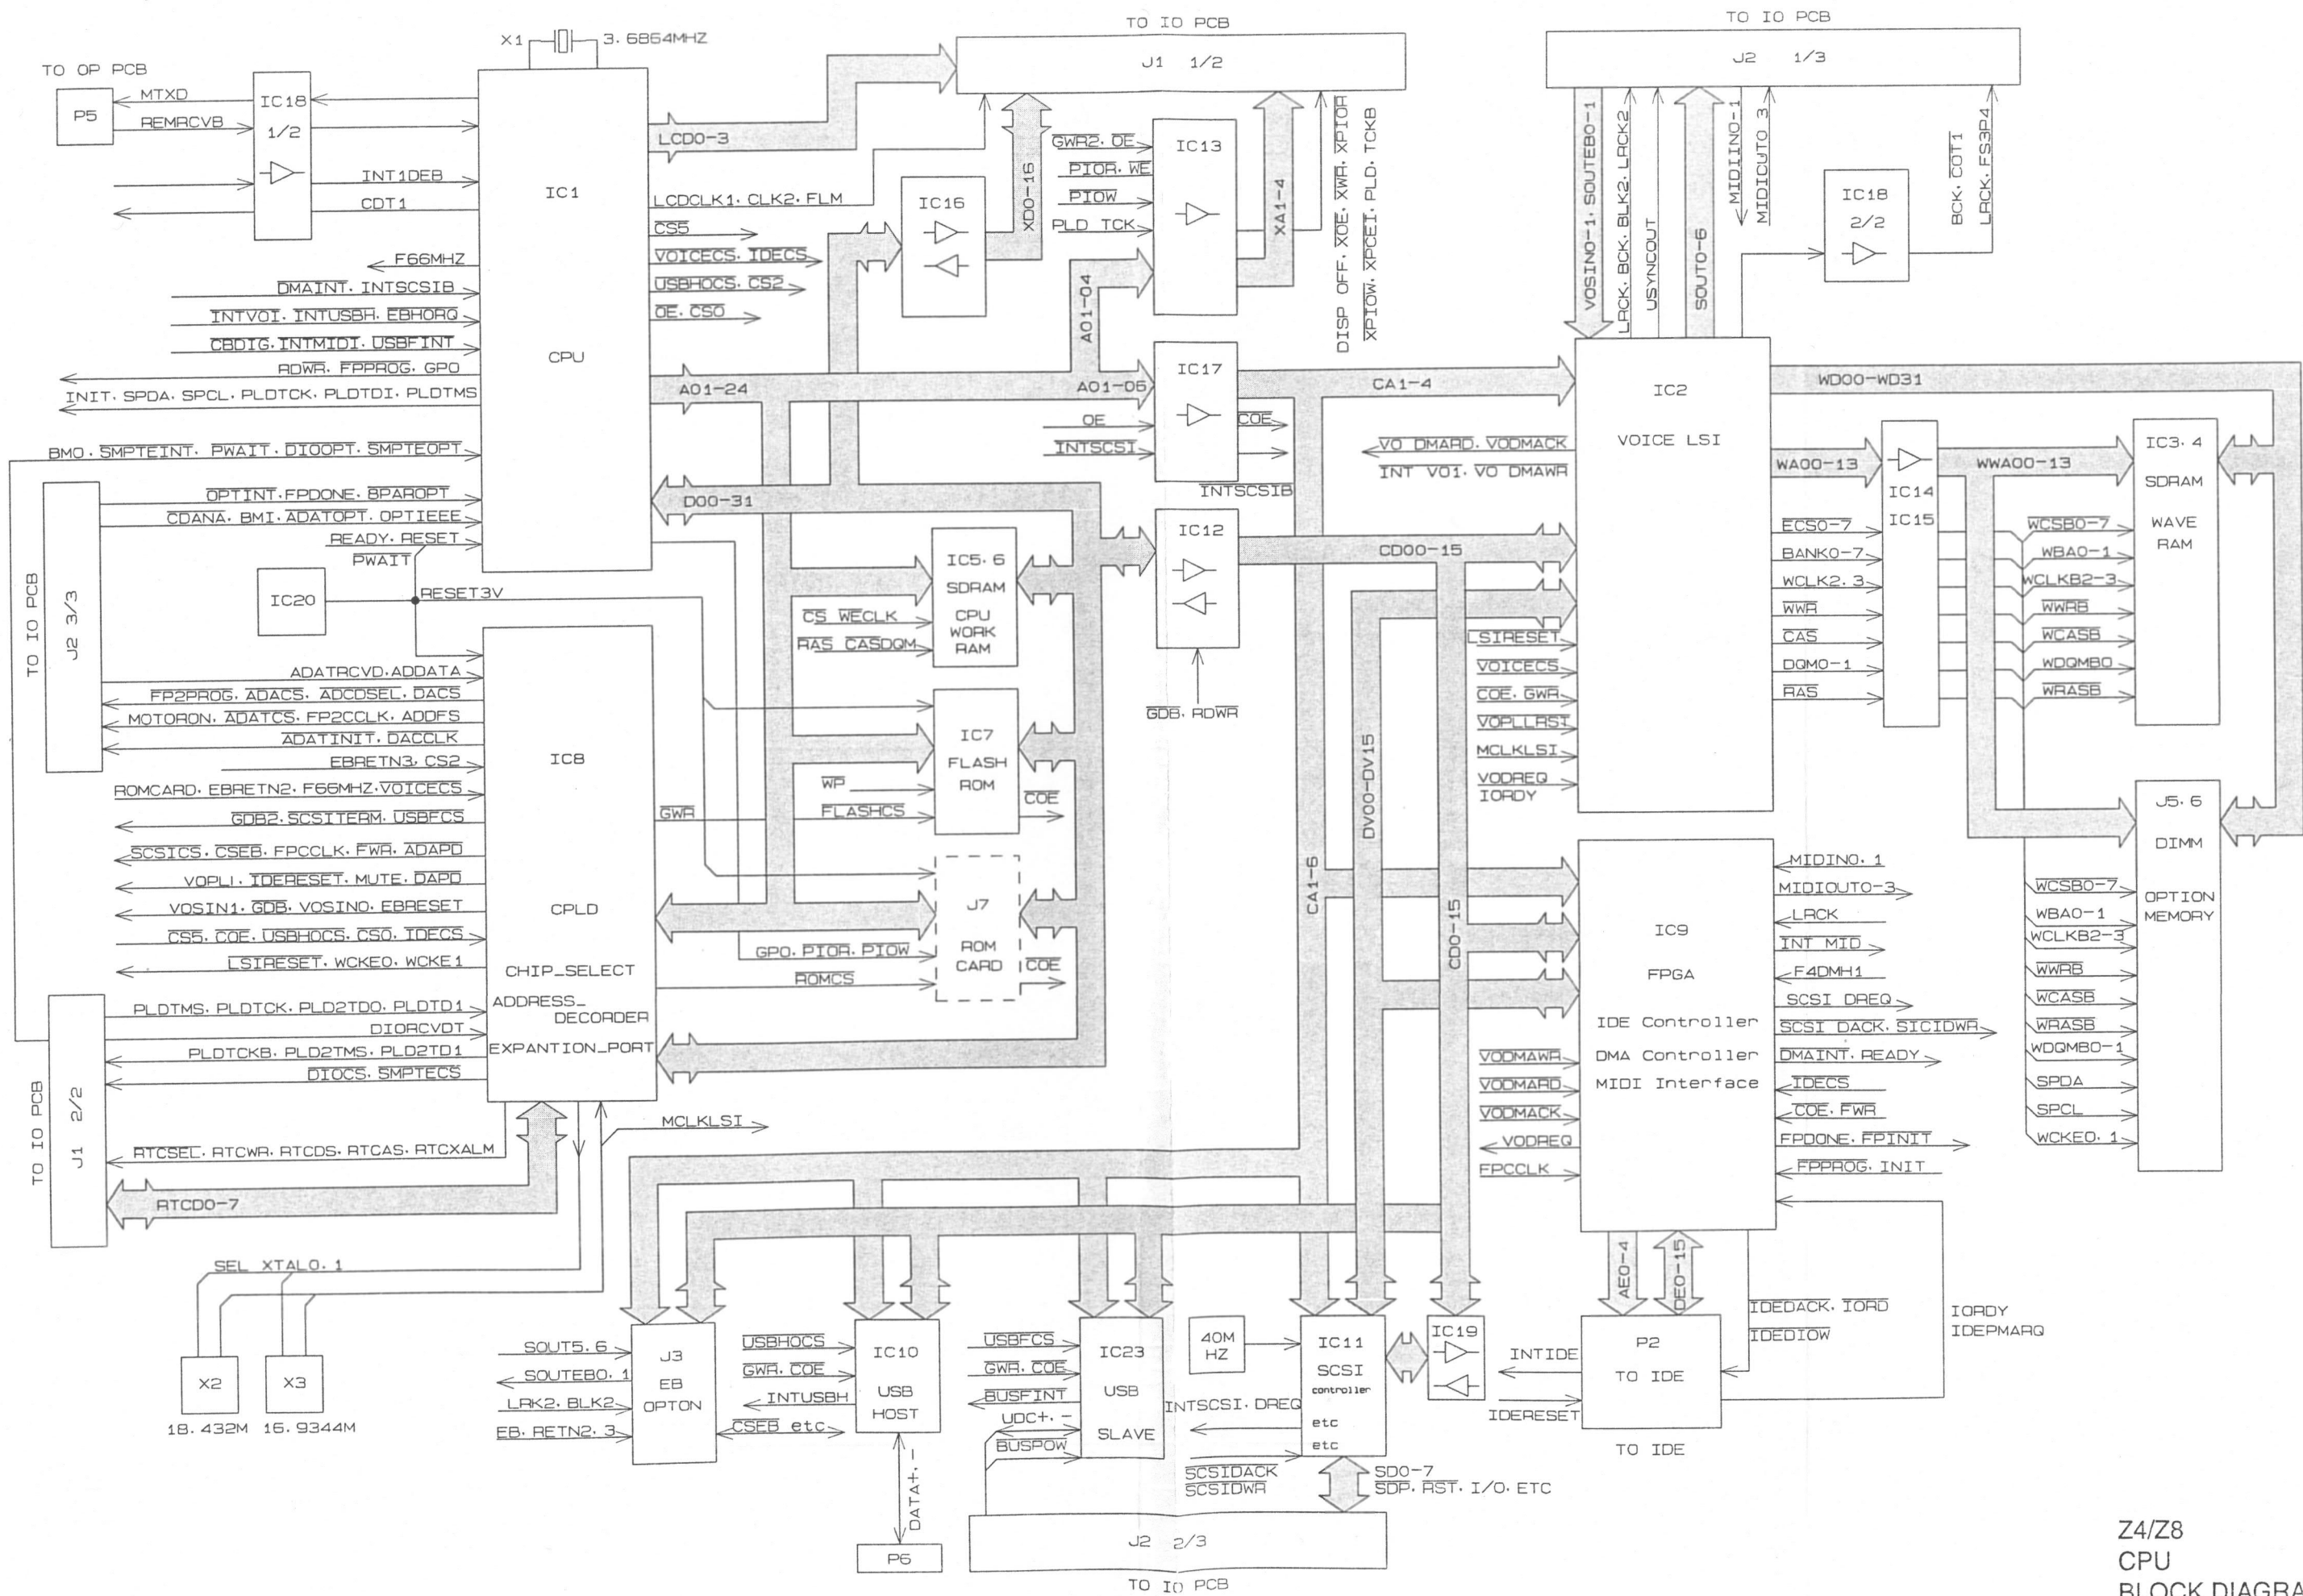 TO OP PCB
P5
MTXD
REMRCVB
IC18
1/2
INT1DEB
CDT1
X1
3.6864MHZ
IC1
CPU
LCD0-3
LCDCLK1. CLK2. FLM
CS5
VOICECS. IDECS
USBHOCS. CS2
OE. CS0
F66MHZ
DMAINT. INTSCSIB
INTVOI. INTUSBH. EBHORQ
CBDIG. INTMIDI. USBFINT
RDWR. FPPROG. GPO
INIT. SPDA. SPCL. PLDTCK. PLDTDI. PLDTMS
BMO. SMPTEINT. PWAIT. DIOOPT. SMPTEOPT
OPTINT. FPDONE. BPAROPT
CDANA. BMI. ADATOPT. OPTIEEE
READY. RESET
PWAIT
A01-24
D00-31
TO IO PCB
J1 1/2
IC16
XD0-16
GWR2. OE
PIOR. WE
PIOW
PLD TCK
IC13
XA1-4
DISP OFF. XOE. XWR. XPIOR
XPIOW. XPCEI. PLD. TCKB
A01-04
A01-06
OE
INTSCSI
IC17
COE
INTSCSIB
CA1-4
IC12
CD00-15
GDB. RDWR
TO IO PCB
J2 1/3
VOSIN0-1. SOUTEB0-1
LRCK. BCK. BLK2. LRCK2
USYNCOUT
SOUT0-6
MIDIIN0-1
MIDICUTO 3
IC18
2/2
BCK. COT1
LRCK. FS3P4
IC2
VOICE LSI
VO DMARD. VODMACK
INT VO1. VO DMAWR
LSIRESET
VOICECS
COE. GWR
VOPLLRST
MCLKLSI
VODREQ
IORDY
WD00-WD31
WA00-13
ECS0-7
BANK0-7
WCLK2. 3
WWR
CAS
DQM0-1
RAS
IC14
IC15
WWA00-13
WCSB0-7
WBA0-1
WCLKB2-3
WWRB
WCASB
WDQMB0
WRASB
IC3. 4
SDRAM
WAVE
RAM
J5. 6
DIMM
OPTION
MEMORY
WCSB0-7
WBA0-1
WCLKB2-3
WWRB
WCASB
WRASB
WDQMB0-1
SPDA
SPCL
WCKE0. 1
TO IO PCB
J2 3/3
IC20
RESET3V
ADATRCVD. ADDATA
FP2PROG. ADACS. ADCDSEL. DACS
MOTORON. ADATCS. FP2CCLK. ADDFS
ADATINIT. DACCLK
EBRETN3. CS2
ROMCARD. EBRETN2. F66MHZ. VOICECS
GDB2. SCSITERM. USBFCS
SCSICS. CSEB. FPCCLK. FWR. ADAPD
VOPLI. IDERESET. MUTE. DAPD
VOSIN1. GDB. VOSIN0. EBRESET
CS5. COE. USBHOCS. CS0. IDECS
LSIRESET. WCKE0. WCKE1
IC8
CPLD
CHIP_SELECT
ADDRESS_
DECORDER
EXPANTION_PORT
TO IO PCB
J1 2/2
PLDTMS. PLDTCK. PLD2TDO. PLDTD1
DIORCVDT
PLDTCKB. PLD2TMS. PLD2TD1
DIOCS. SMPTECS
RTCSEL. RTCWR. RTCDS. RTCAS. RTCXALM
RTCD0-7
MCLKLSI
SEL XTAL0. 1
X2
X3
18.432M
16.9344M
IC5. 6
SDRAM
CPU
WORK
RAM
CS WECLK
RAS CASDQM
IC7
FLASH
ROM
WP
FLASHCS
COE
GWR
J7
ROM
CARD
GPO. PIOR. PIOW
ROMCS
COE
CA1-6
DV00-DV15
CD0-15
IC9
FPGA
IDE Controller
DMA Controller
MIDI Interface
VODMAWR
VODMARD
VODMACK
VODREQ
FPCCLK
MIDIN0. 1
MIDIOUT0-3
LRCK
INT MID
F4DMH1
SCSI DREQ
SCSI DACK. SICIDWR
DMAINT. READY
IDECS
COE. FWR
FPDONE. FPINIT
FPPROG. INIT
AE0-4
DE0-15
IDEDACK. IORD
IDEDIOW
IORDY
IDEPMARQ
P2
TO IDE
INTIDE
IDERESET
TO IDE
J3
EB
OPTON
SOUT5. 6
SOUTEB0. 1
LRK2. BLK2
EB. RETN2. 3
CSEB etc
USBHOCS
GWR. COE
INTUSBH
IC10
USB
HOST
DATA+. -
P6
USBFCS
GWR. COE
BUSFINT
UDC+. -
BUSPOW
IC23
USB
SLAVE
40M
HZ
IC11
SCSI
controller
etc
etc
INTSCSI. DREQ
SCSIDACK
SCSIDWR
IC19
SD0-7
SDP. RST. I/O. ETC
J2 2/3
TO IO PCB
Z4/Z8
CPU